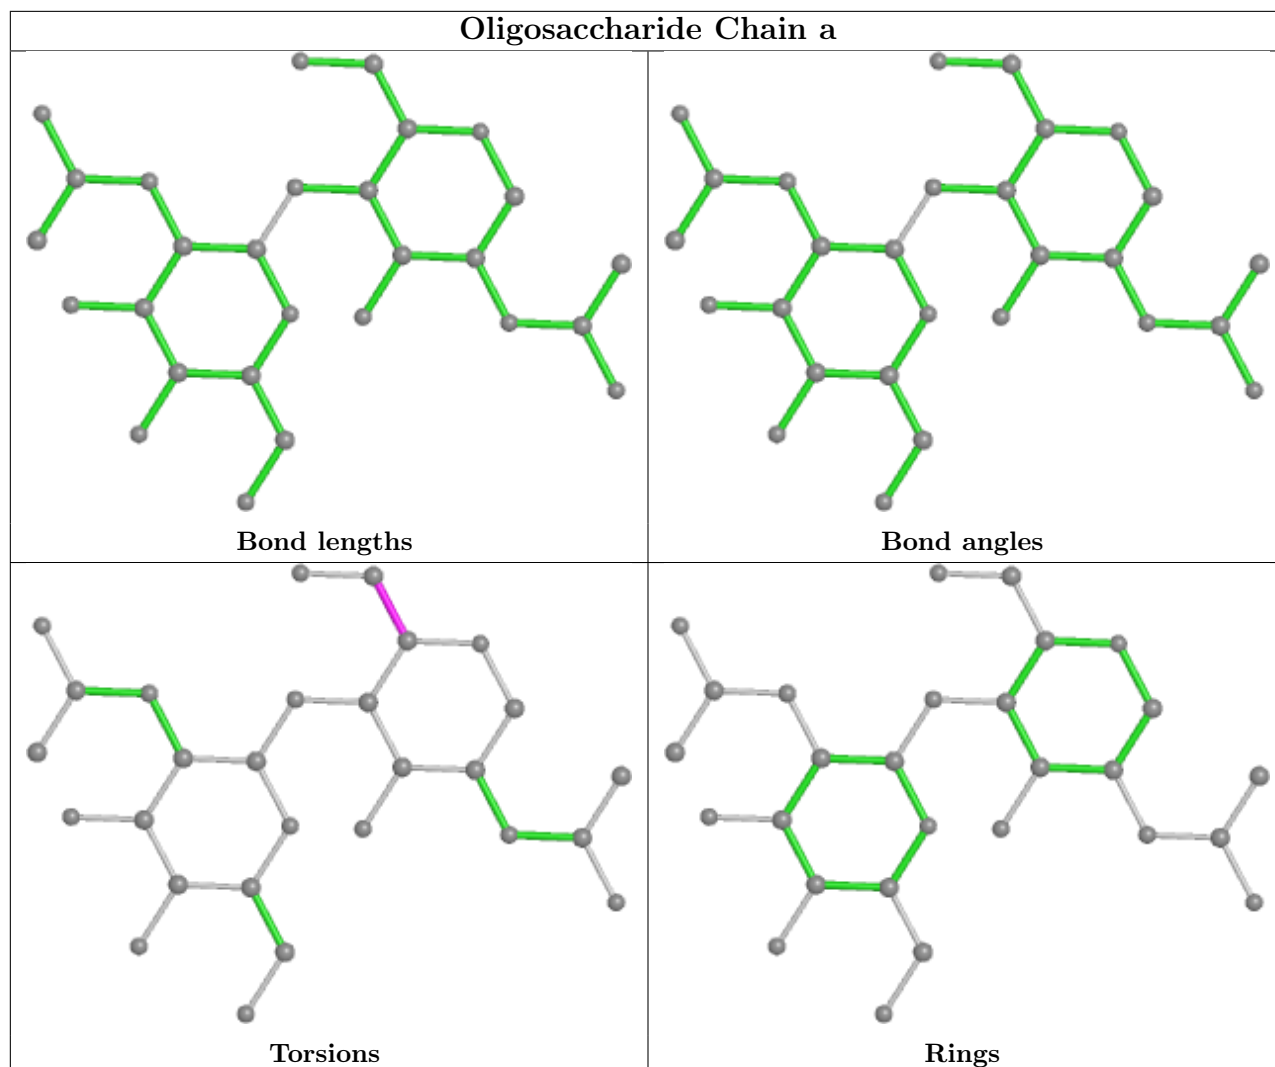 Oligosaccharide Chain a
Bond lengths
Bond angles
Torsions
Rings